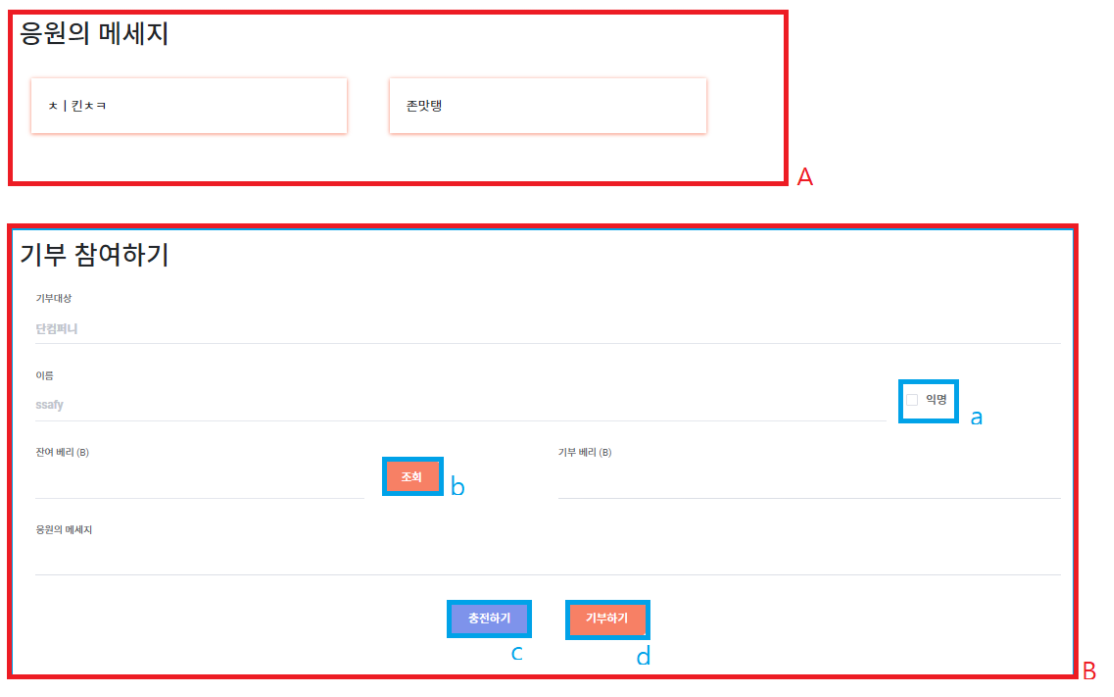 응원의 메세지
ㅊㅣ킨ㅊㅋ
존맛탱
A
기부 참여하기
기부대상
단컴퍼니
이름
ssafy
익명
a
잔여 베리 (B)
조회
b
기부 베리 (B)
응원의 메세지
충전하기
기부하기
c
d
B